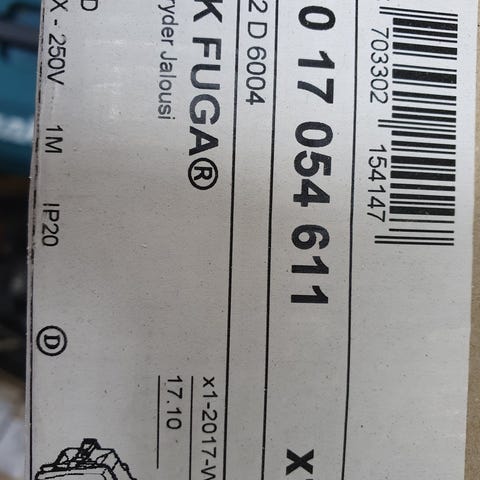 703302 154147
0 17 054 611 x
2 D 6004
K FUGA®
x1-2017-W
ryder Jalousi
17.10
D
X - 250V 1M IP20 D